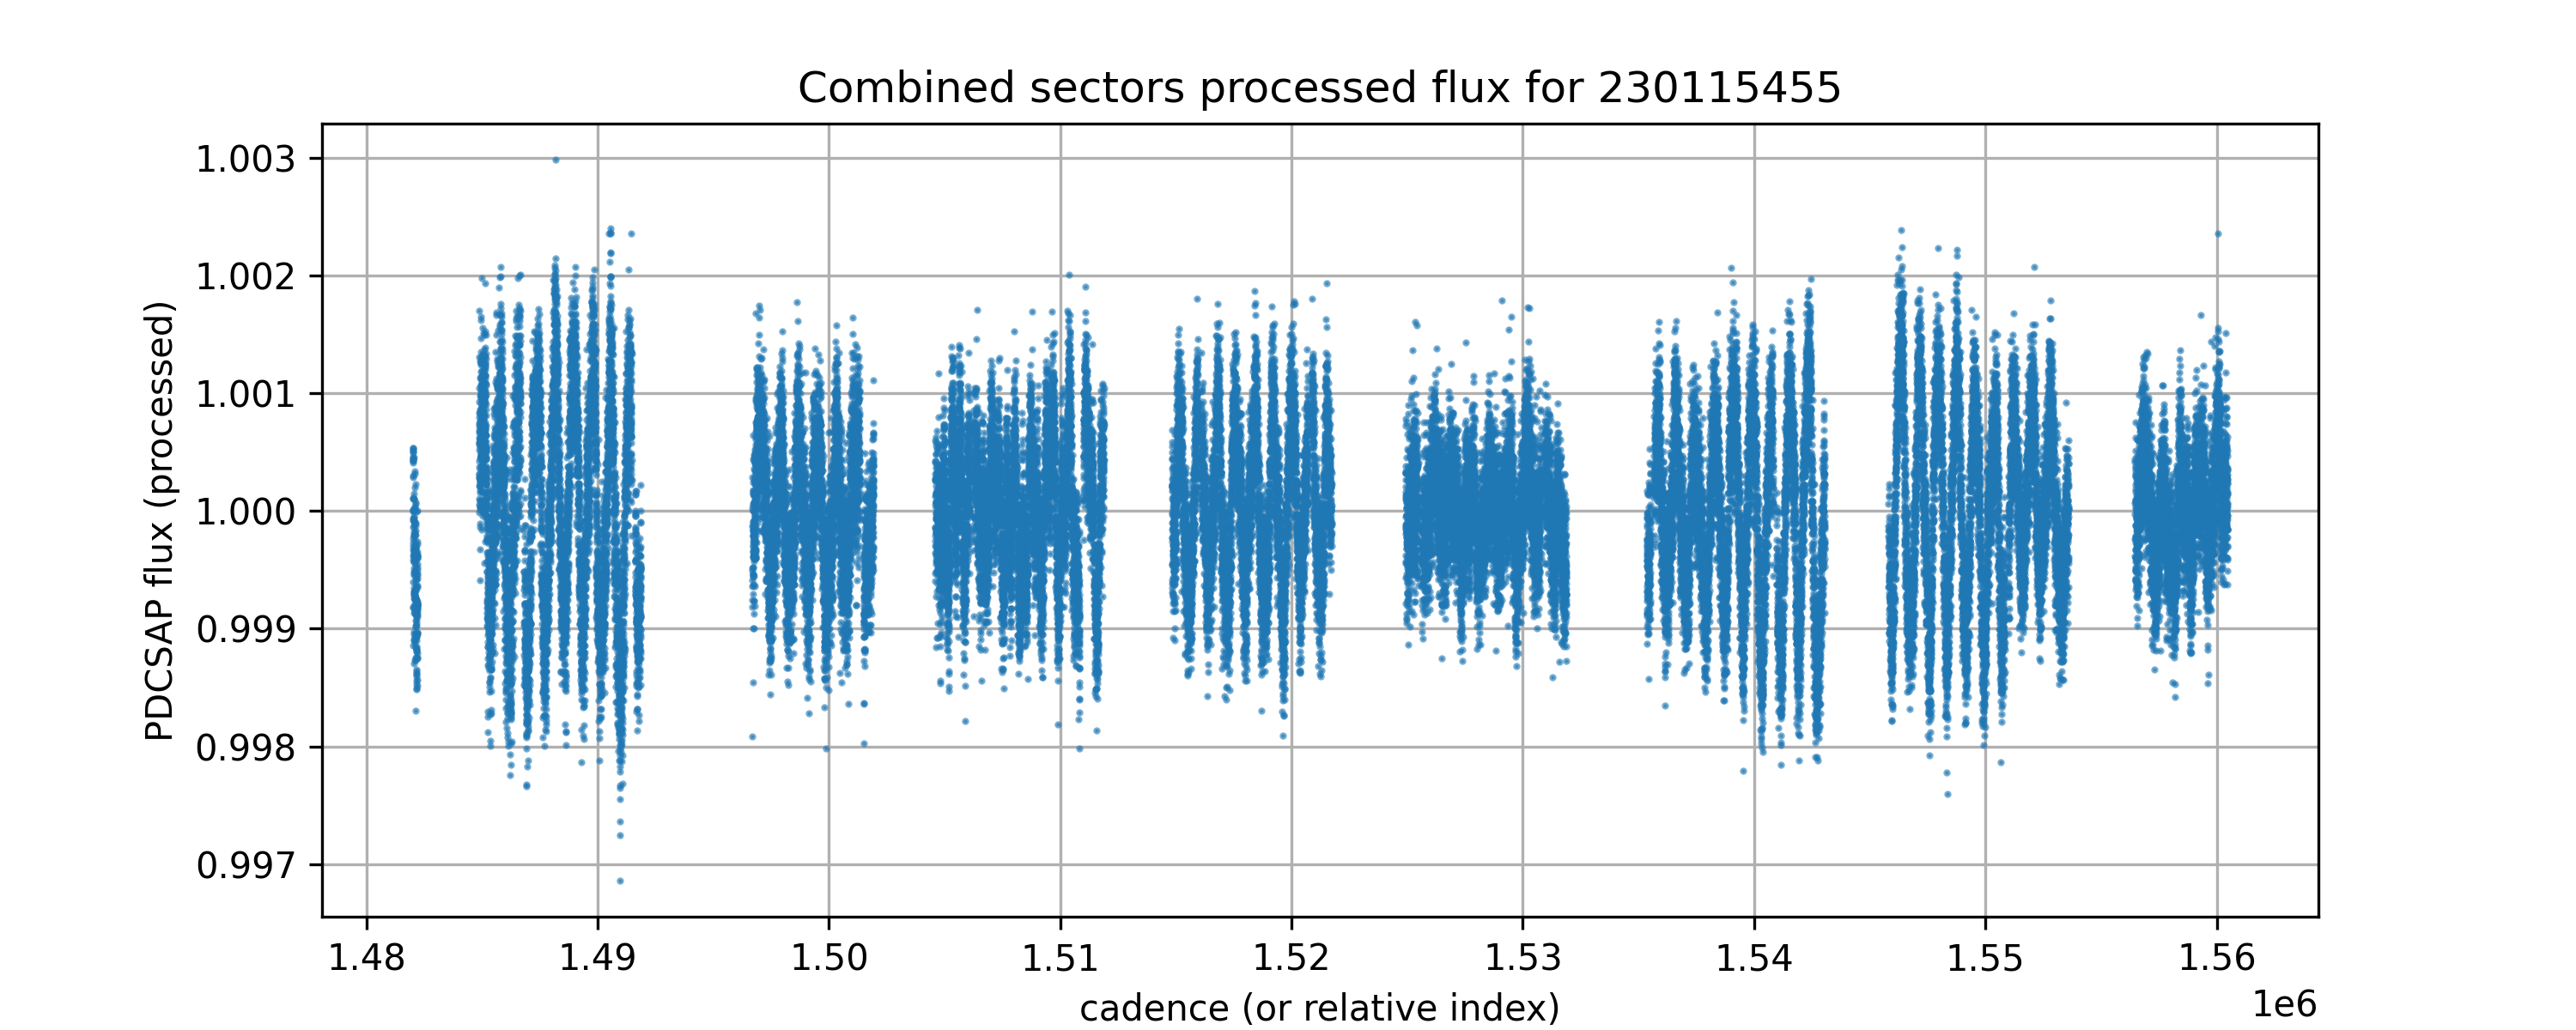 Combined sectors processed flux for 230115455
PDCSAP flux (processed)
1.003
1.002
1.001
1.000
0.999
0.998
0.997
1.48 1.49 1.50 1.51 1.52 1.53 1.54 1.55 1.56
1e6
cadence (or relative index)